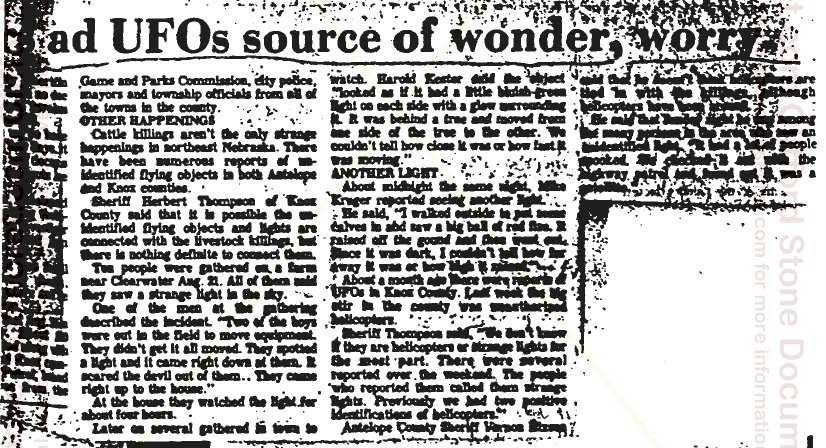 ad UFOs source of wonder, worry
Game and Parks Commission, city police,
mayors and township officials from all of
the towns in the county.
OTHER HAPPENINGS
Cattle killings aren't the only strange
happenings in northeast Nebraska. There
have been numerous reports of un-
identified flying objects in both Antelope
and Knox counties.
Sheriff Herbert Thompson of Knox
County said that it is possible the un-
identified flying objects and lights are
connected with the livestock killings, but
there is nothing definite to connect them.
Ten people were gathered on a farm
near Clearwater Aug. 21. All of them said
they saw a strange light in the sky.
One of the men at the gathering
described the incident. "Two of the boys
were out in the field to move equipment.
They didn't get it all moved. They spotted
a light and it came right down at them. It
scared the devil out of them.. They came
right up to the house."
At the house they watched the light for
about four hours.
Later on several gathered in town to
watch. Harold Kester said the object
"looked as if it had a little bluish-green
light on each side with a glow surrounding
it. It was behind a tree and moved from
one side of the tree to the other. We
couldn't tell how close it was or how fast it
was moving."
ANOTHER LIGHT
About midnight the same night, Mike
Kruger reported seeing another light.
He said, "I walked outside to put some
calves in and saw a big ball of red fire. It
raised off the gound and then went out.
Since it was dark, I couldn't tell how far
away it was or how high it raised."
About a month ago there were reports of
UFOs in Knox County. Last week the big
stir in the county was unauthorized
helicopters.
Sheriff Thompson said, "We don't know
if they are helicopters or strange lights for
the most part. There were several
reported over the weekend. The people
who reported them called them strange
lights. Previously we had two positive
identifications of helicopters."
Antelope County Sheriff Vernon
said that he doesn't are
tied in with the killings, although
helicopters have been
He said that among
the many persons in the area an
unidentified light. "It had a lot of people
spooked. We checked it out with the
highway patrol and found out it was a
od Stone Docum
com for more informatio